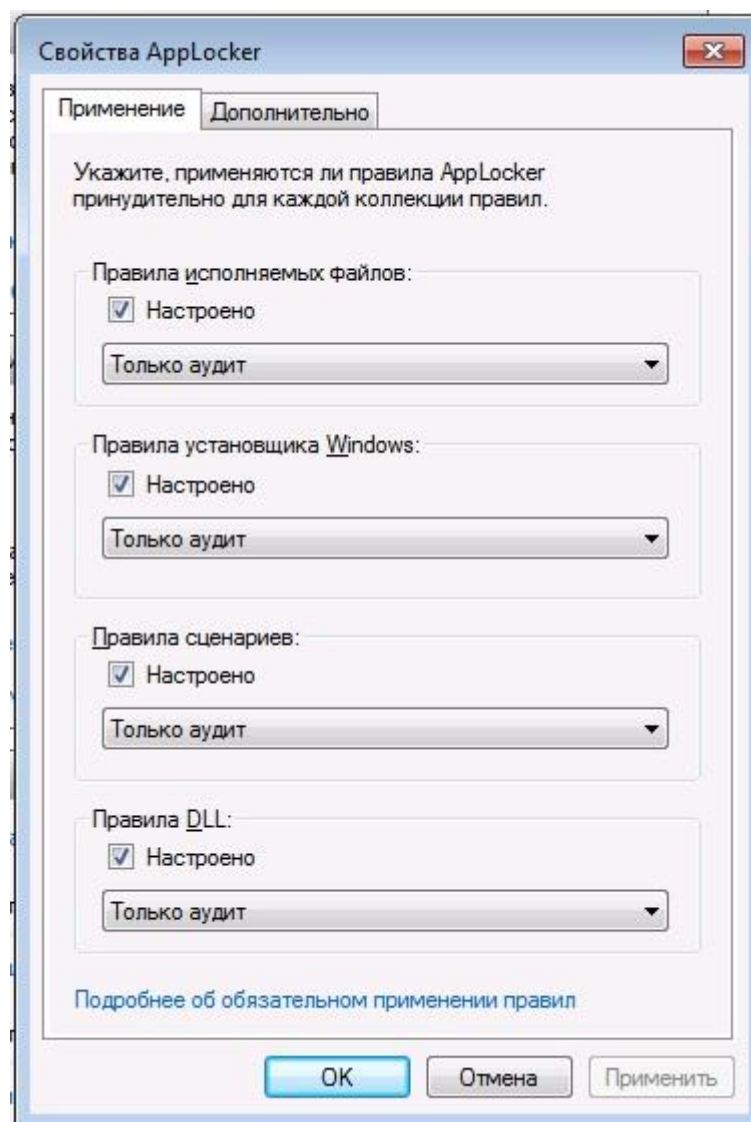 Свойства AppLocker
Применение
Дополнительно
Укажите, применяются ли правила AppLocker
принудительно для каждой коллекции правил.
Правила исполняемых файлов:
Настроено
Только аудит
Правила установщика Windows:
Настроено
Только аудит
Правила сценариев:
Настроено
Только аудит
Правила DLL:
Настроено
Только аудит
Подробнее об обязательном применении правил
OK
Отмена
Применить